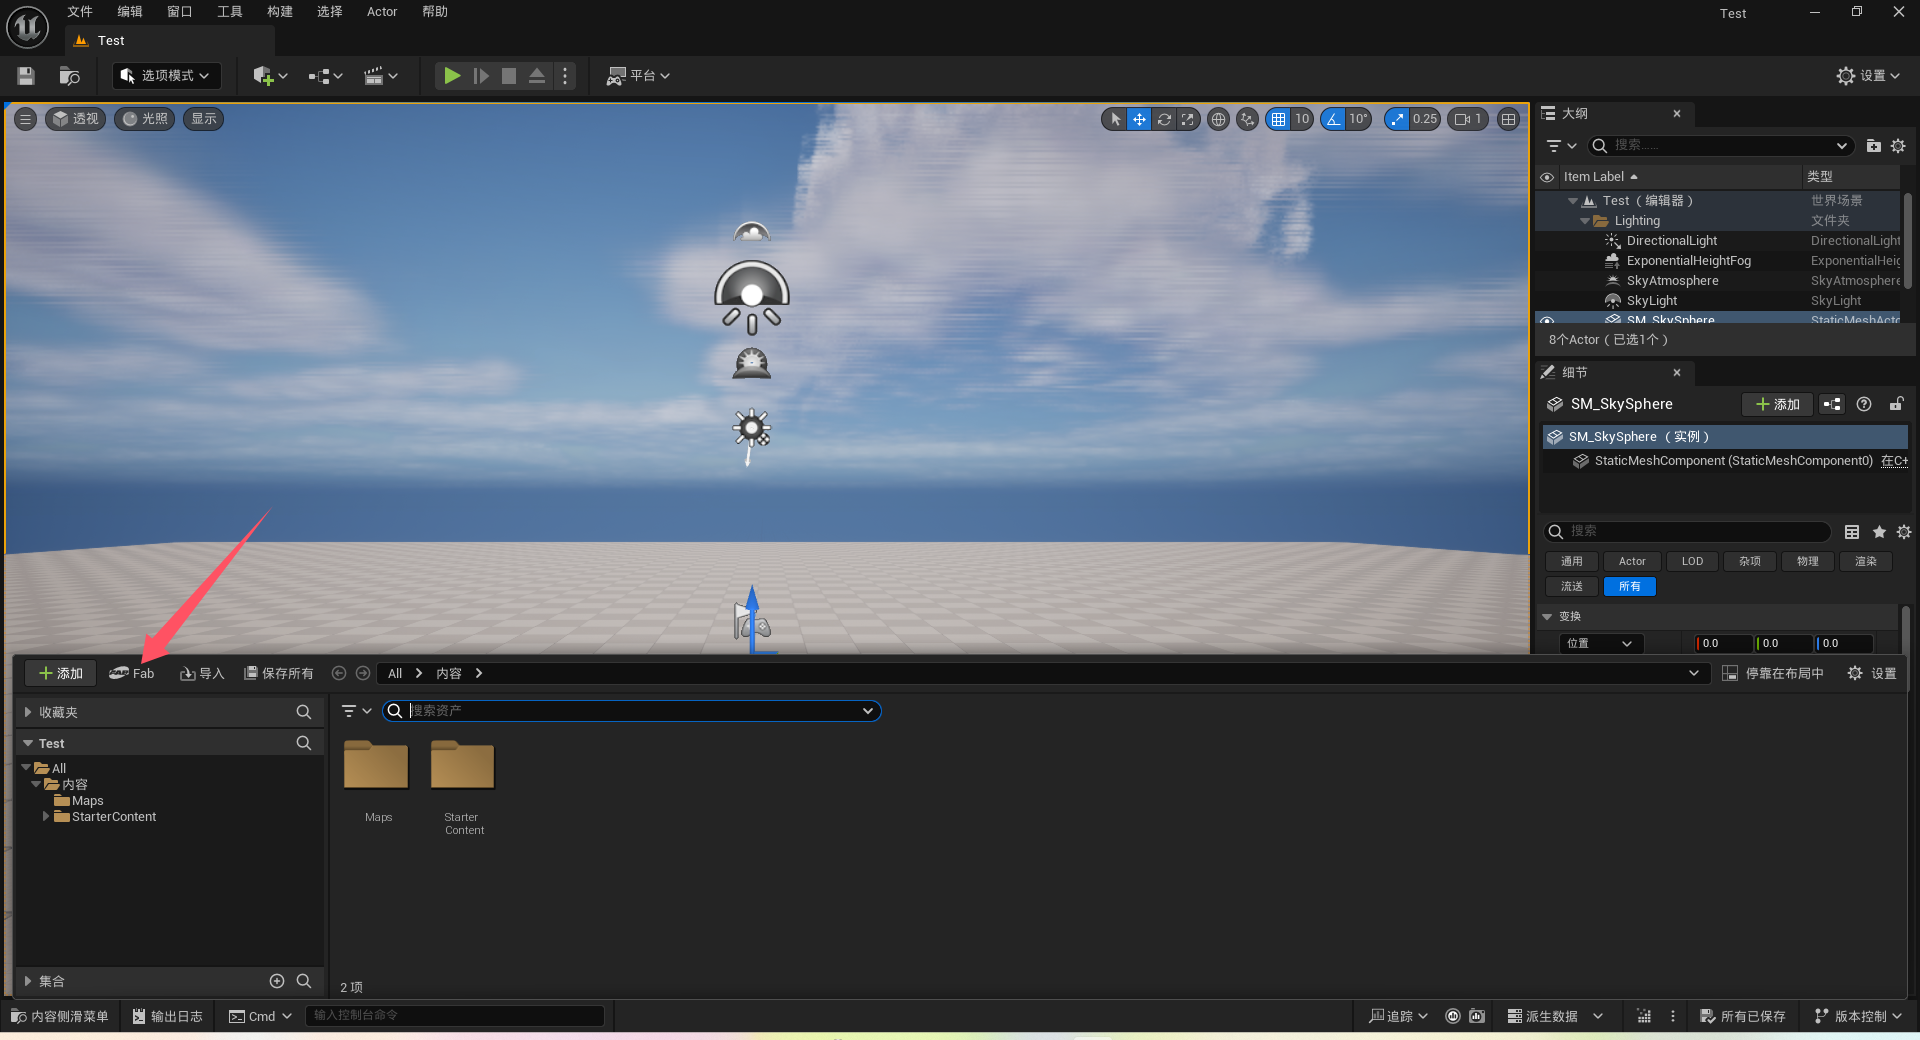 文件 编辑 窗口 工具 构建 选择 Actor 帮助 Test
Test
选项模式 平台 设置
透视 光照 显示 10 10° 0.25 1
大纲
搜索......
Item Label 类型
Test（编辑器） 世界场景
Lighting 文件夹
DirectionalLight DirectionalLight
ExponentialHeightFog ExponentialHeig
SkyAtmosphere SkyAtmosphere
SkyLight SkyLight
SM_SkySphere StaticMeshActo
8个Actor（已选1个）
细节
SM_SkySphere 添加
SM_SkySphere （实例）
StaticMeshComponent (StaticMeshComponent0) 在C+
搜索
通用 Actor LOD 杂项 物理 渲染
流送 所有
变换
位置 0.0 0.0 0.0
添加 Fab 导入 保存所有 All 内容 停靠在布局中 设置
收藏夹 搜索资产
Test
All
内容
Maps
StarterContent
Maps
Starter
Content
集合
2 项
内容侧滑菜单 输出日志 Cmd 输入控制台命令 追踪 派生数据 所有已保存 版本控制